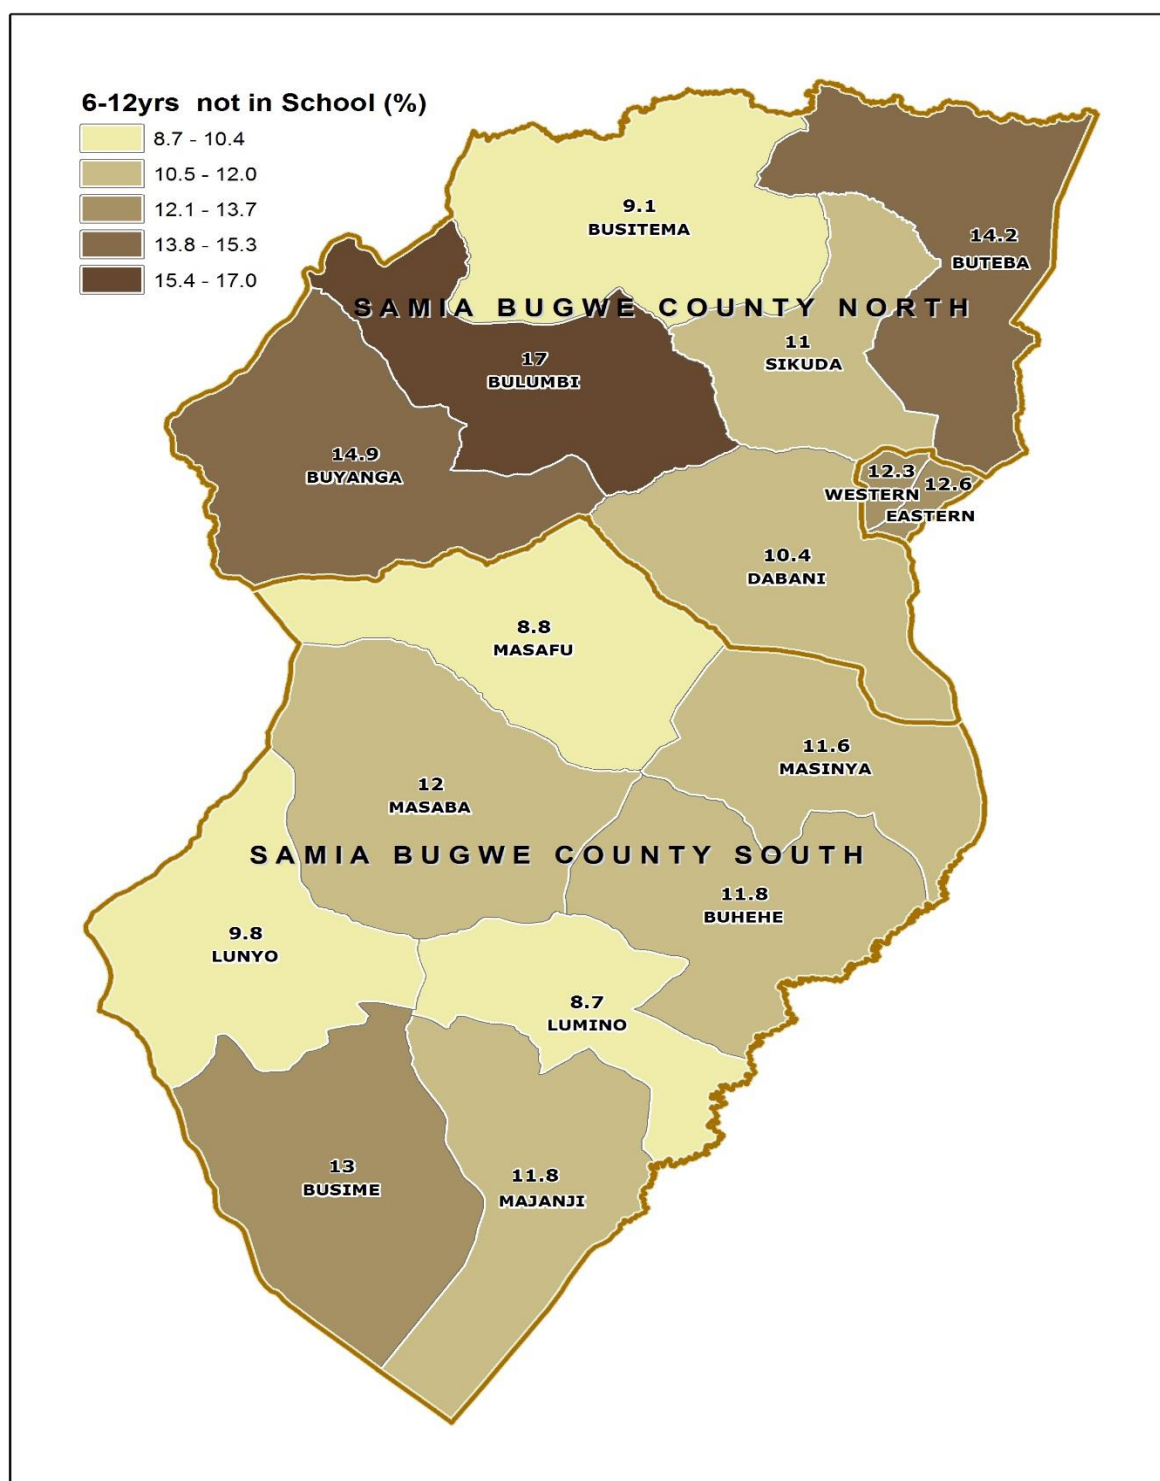 6-12yrs not in School (%)
8.7 - 10.4
10.5 - 12.0
12.1 - 13.7
13.8 - 15.3
15.4 - 17.0
9.1
BUSITEMA
14.2
BUTEBA
SAMIA BUGWE COUNTY NORTH
11
SIKUDA
17
BULUMBI
14.9
BUYANGA
12.3
WESTERN
12.6
EASTERN
10.4
DABANI
8.8
MASAFU
11.6
MASINYA
12
MASABA
SAMIA BUGWE COUNTY SOUTH
11.8
BUHEHE
9.8
LUNYO
8.7
LUMINO
13
BUSIME
11.8
MAJANJI